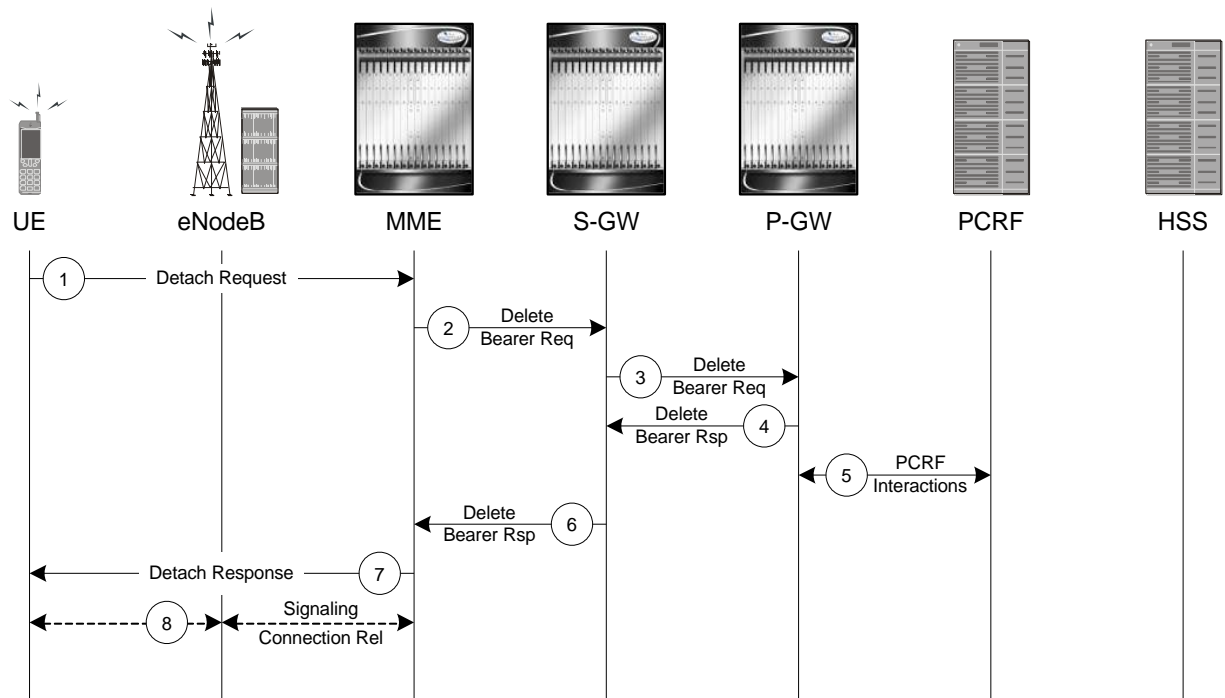 UE
eNodeB
MME
S-GW
P-GW
PCRF
HSS
1
Detach Request
2
Delete
Bearer Req
3
Delete
Bearer Req
Delete
Bearer Rsp
4
5
PCRF
Interactions
Delete
Bearer Rsp
6
Detach Response
7
8
Signaling
Connection Rel